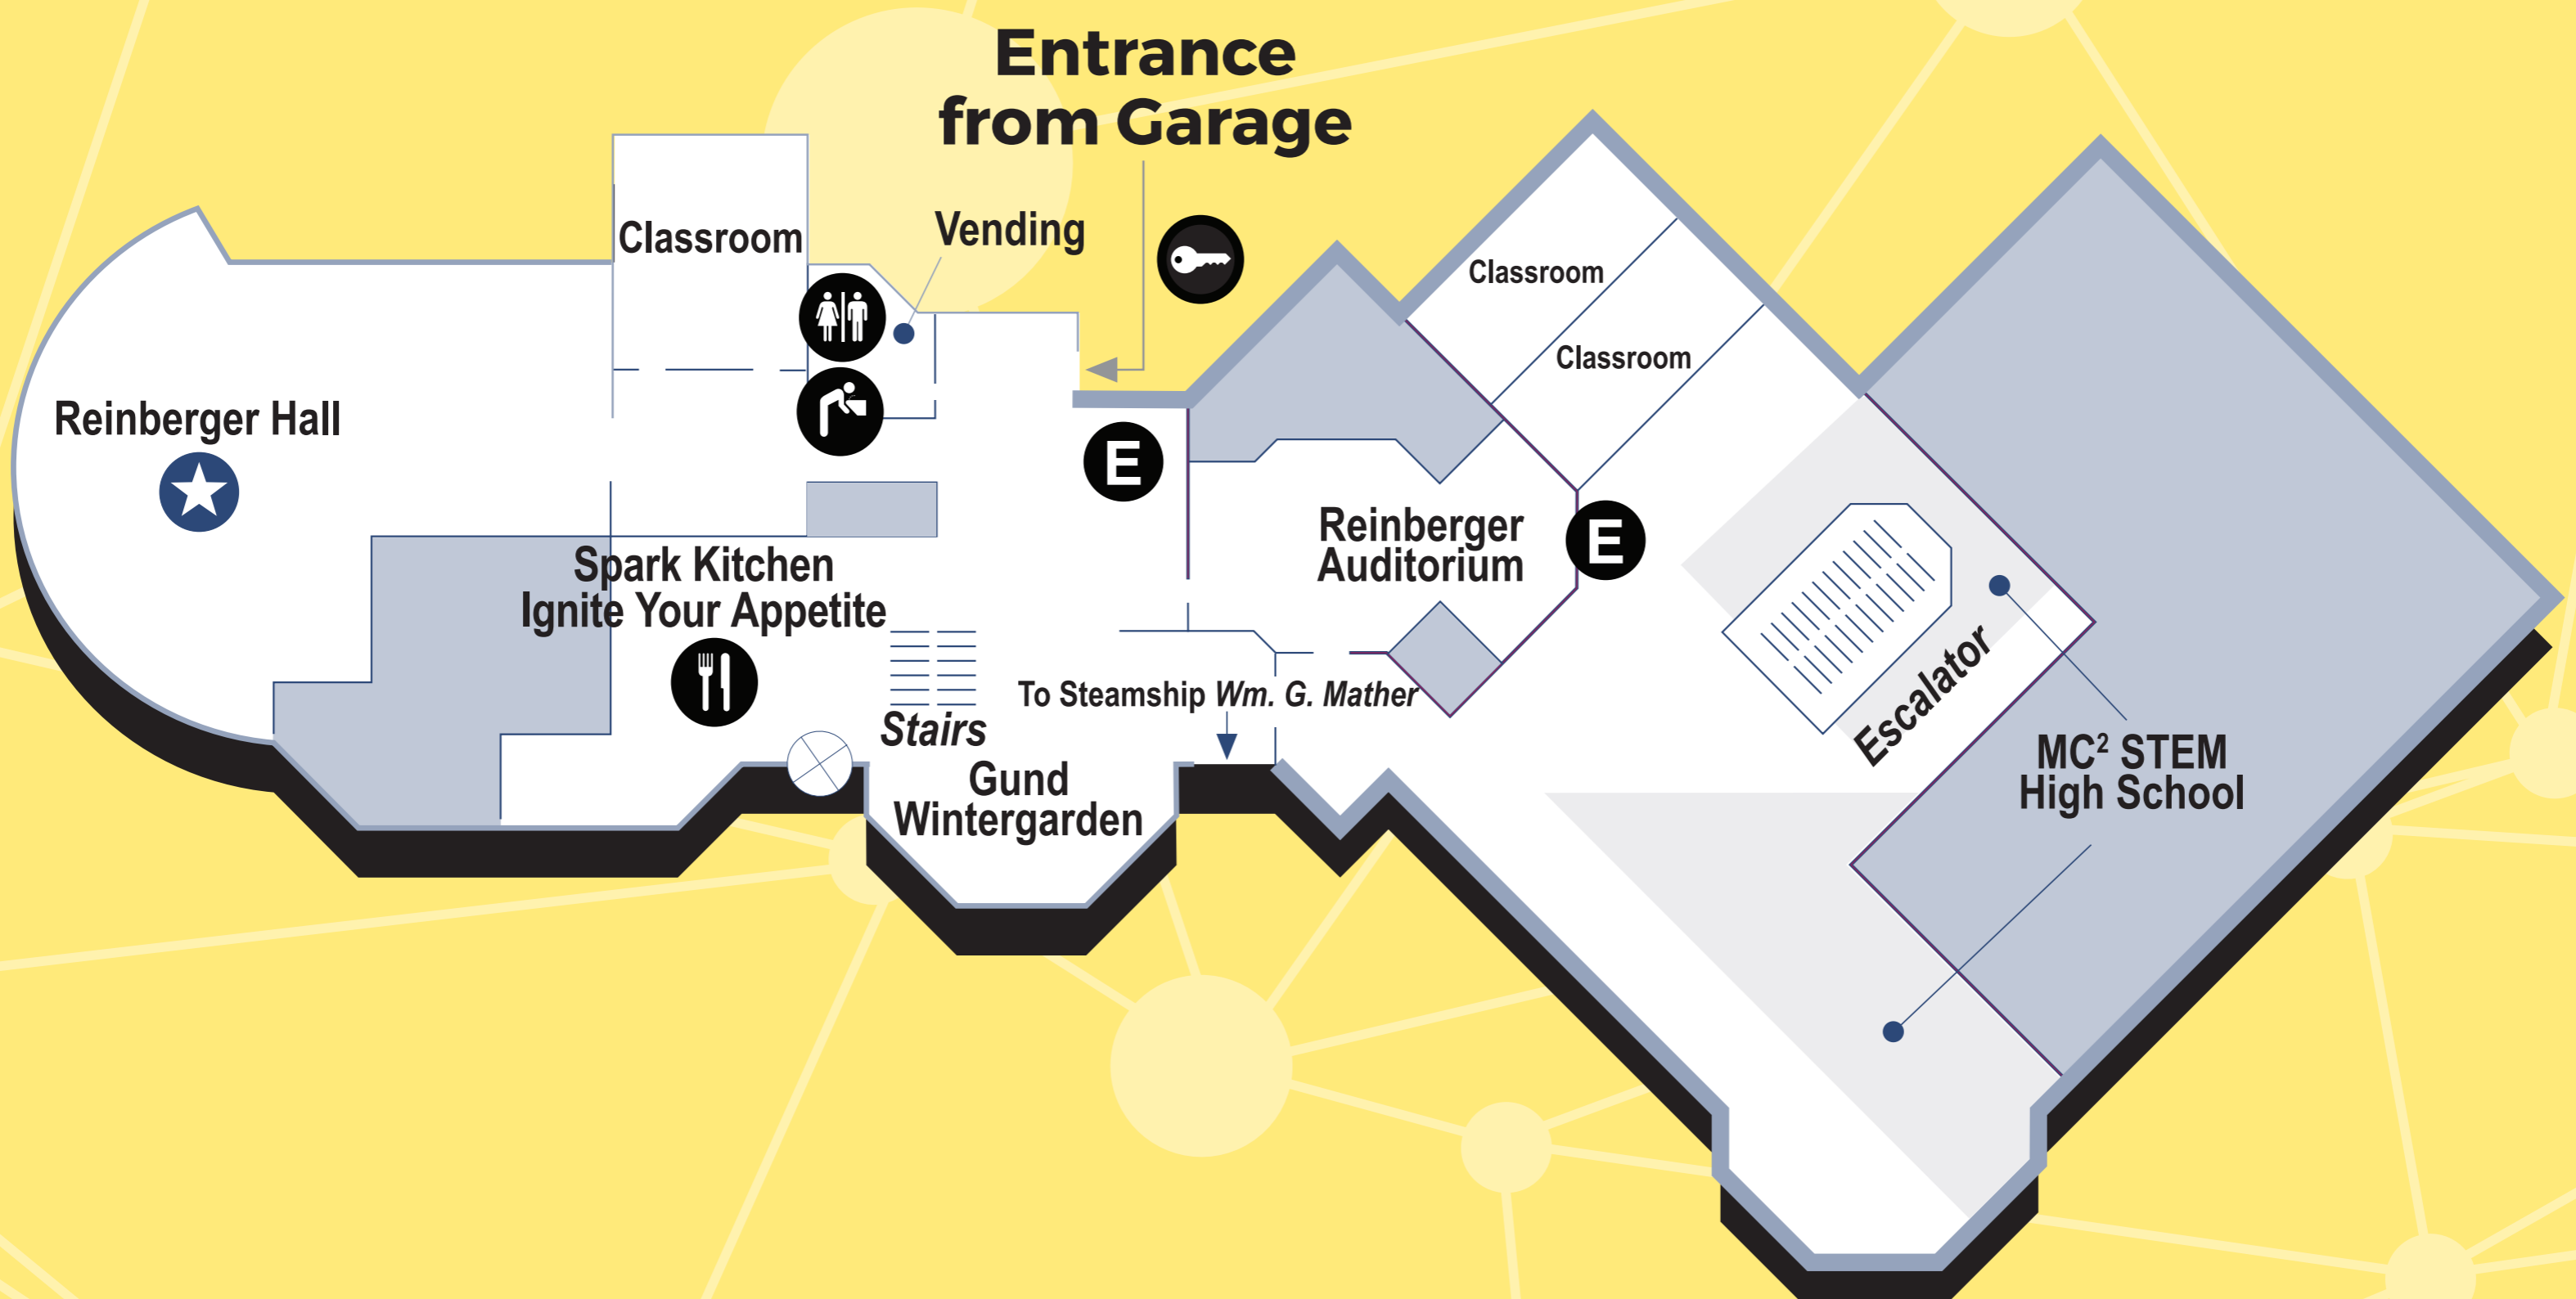 Entrance
from Garage
Classroom
Vending
Classroom
Classroom
Reinberger Hall
E
Reinberger
Auditorium
E
Spark Kitchen
Ignite Your Appetite
To Steamship Wm. G. Mather
Stairs
Escalator
Gund
Wintergarden
MC² STEM
High School